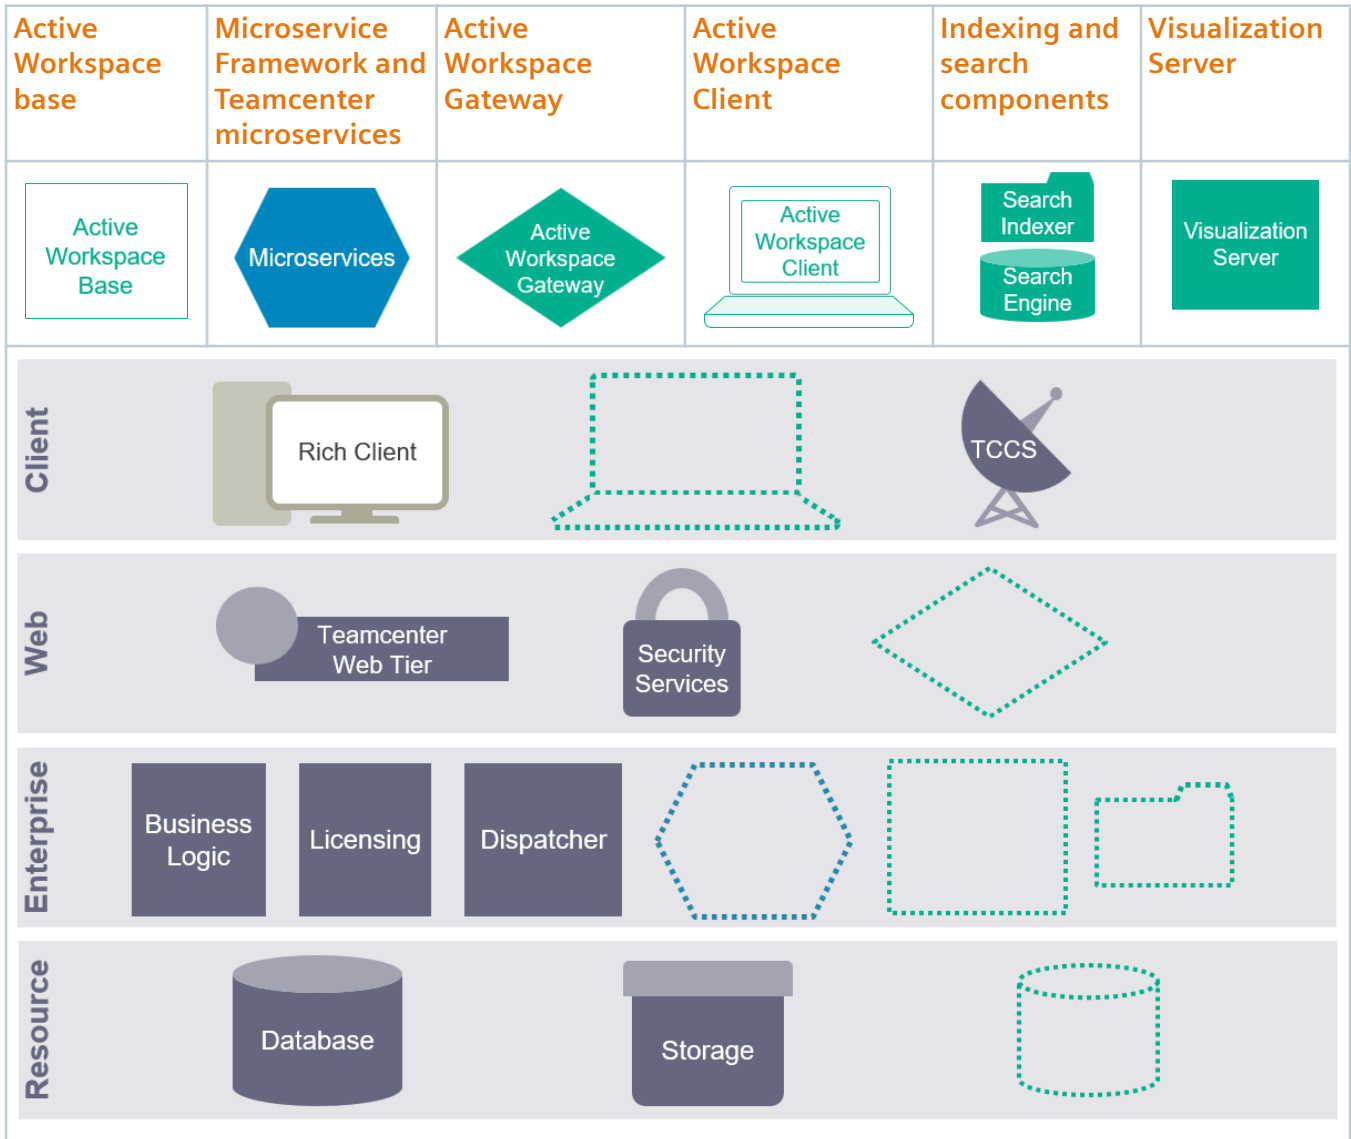 Active
Workspace
base
Microservice
Framework and
Teamcenter
microservices
Active
Workspace
Gateway
Active
Workspace
Client
Indexing and
search
components
Visualization
Server
Active
Workspace
Base
Microservices
Active
Workspace
Gateway
Active
Workspace
Client
Search
Indexer
Search
Engine
Visualization
Server
Client
Rich Client
TCCS
Web
Teamcenter
Web Tier
Security
Services
Enterprise
Business
Logic
Licensing
Dispatcher
Resource
Database
Storage